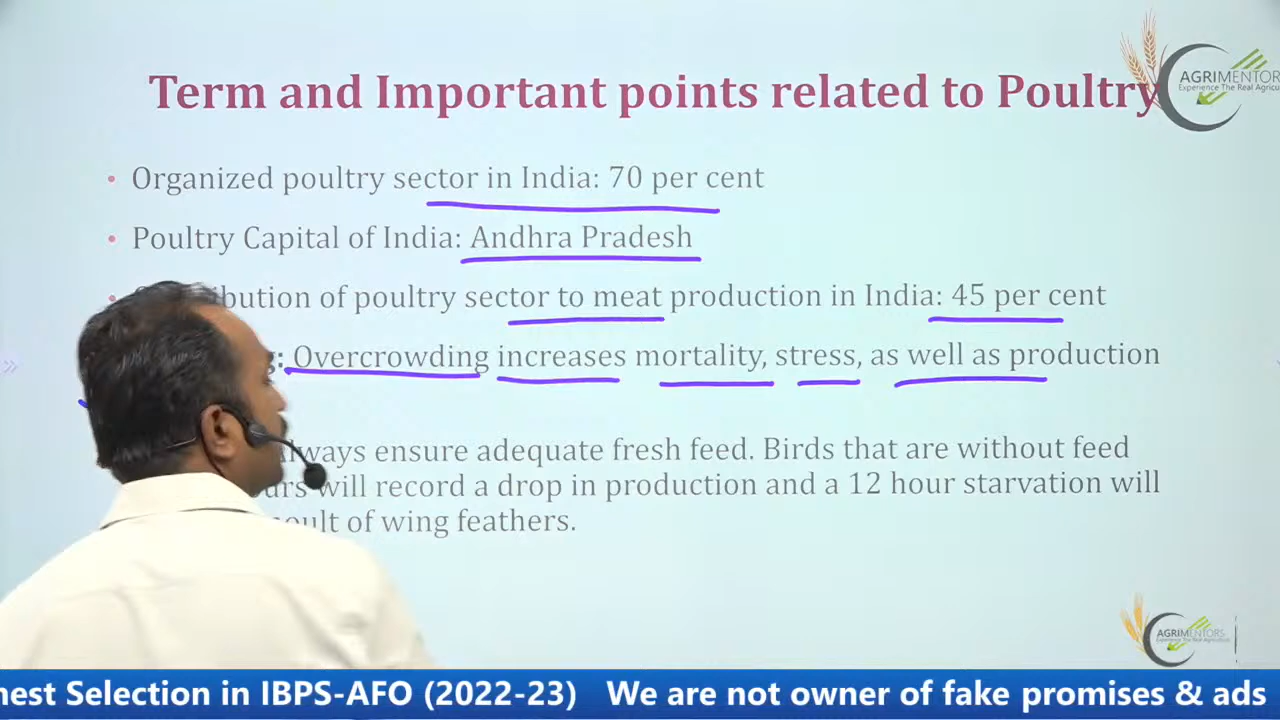 Term and Important points related to Poultry
AGRIMENTORS
Experience The Real Agricu
• Organized poultry sector in India: 70 per cent
• Poultry Capital of India: Andhra Pradesh
• bution of poultry sector to meat production in India: 45 per cent
g: Overcrowding increases mortality, stress, as well as production
lways ensure adequate fresh feed. Birds that are without feed
urs will record a drop in production and a 12 hour starvation will
oult of wing feathers.
AGRIMENTORS
nest Selection in IBPS-AFO (2022-23) We are not owner of fake promises & ads